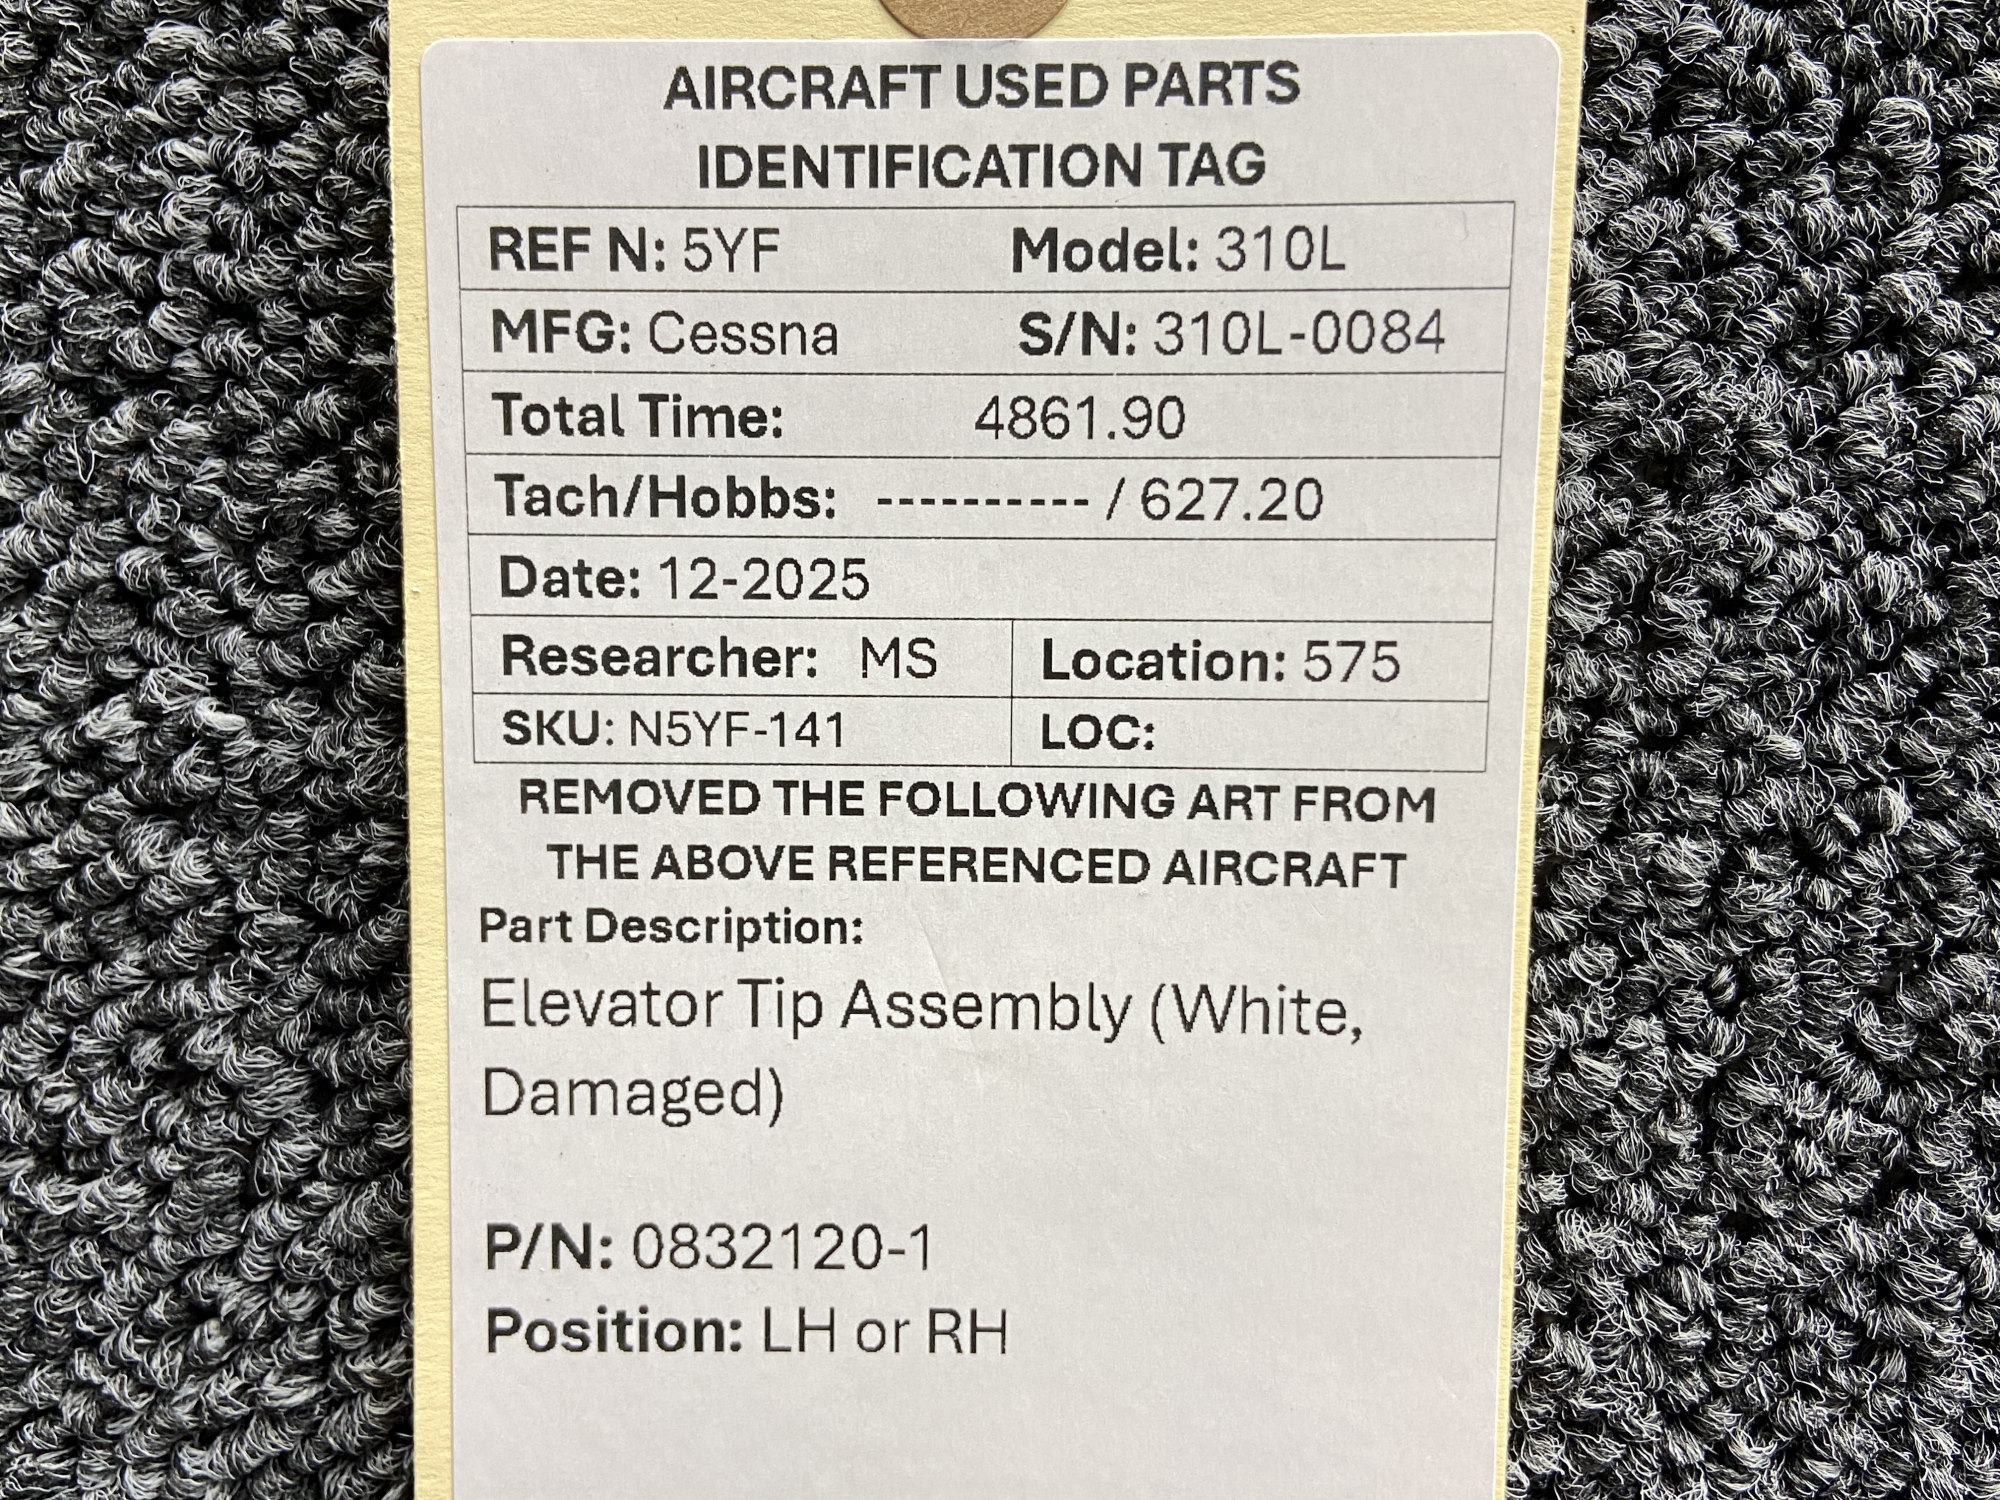 AIRCRAFT USED PARTS
IDENTIFICATION TAG
REF N: 5YF Model: 310L
MFG: Cessna S/N: 310L-0084
Total Time: 4861.90
Tach/Hobbs: ---------- / 627.20
Date: 12-2025
Researcher: MS Location: 575
SKU: N5YF-141 LOC:
REMOVED THE FOLLOWING ART FROM
THE ABOVE REFERENCED AIRCRAFT
Part Description:
Elevator Tip Assembly (White,
Damaged)
P/N: 0832120-1
Position: LH or RH